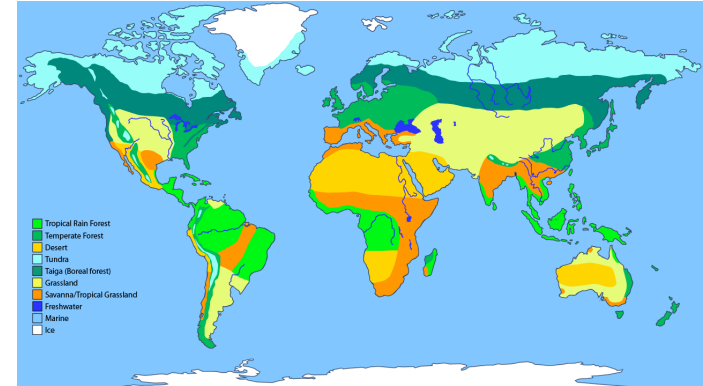 Tropical Rain Forest
Temperate Forest
Desert
Tundra
Taiga (Boreal forest)
Grassland
Savanna/Tropical Grassland
Freshwater
Marine
Ice